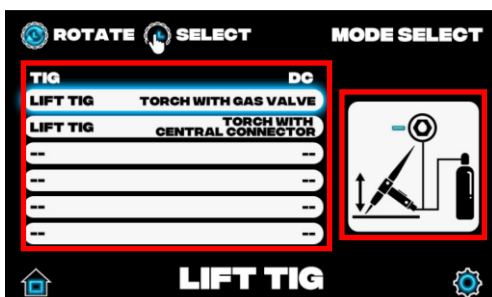 ROTATE SELECT MODE SELECT
TIG DC
LIFT TIG TORCH WITH GAS VALVE
LIFT TIG TORCH WITH
CENTRAL CONNECTOR
-- --
-- --
-- --
-- --
LIFT TIG